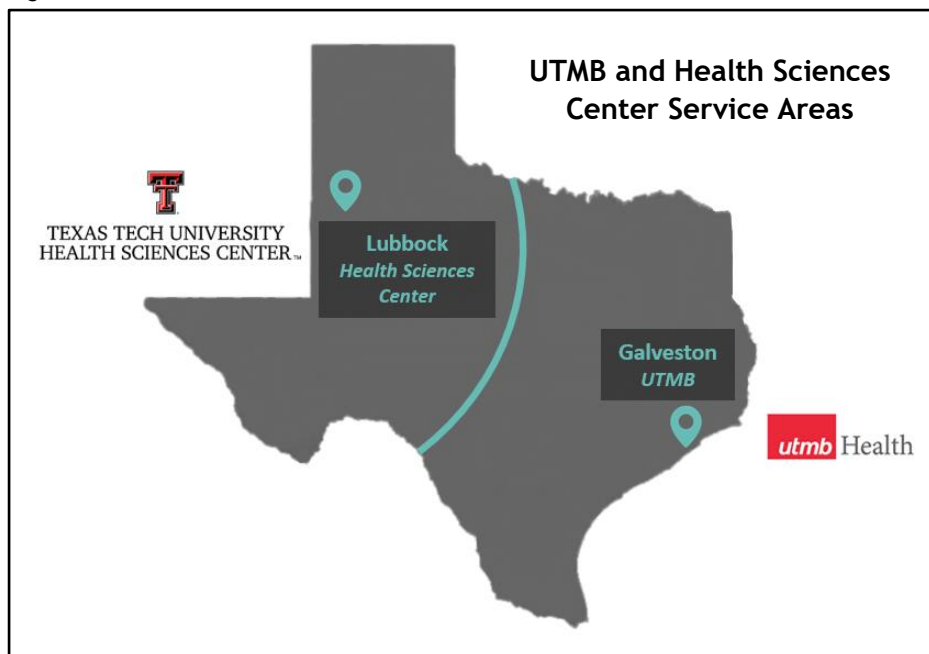 UTMB and Health Sciences
Center Service Areas
TEXAS TECH UNIVERSITY
HEALTH SCIENCES CENTER™
Lubbock
Health Sciences
Center
Galveston
UTMB
utmb Health